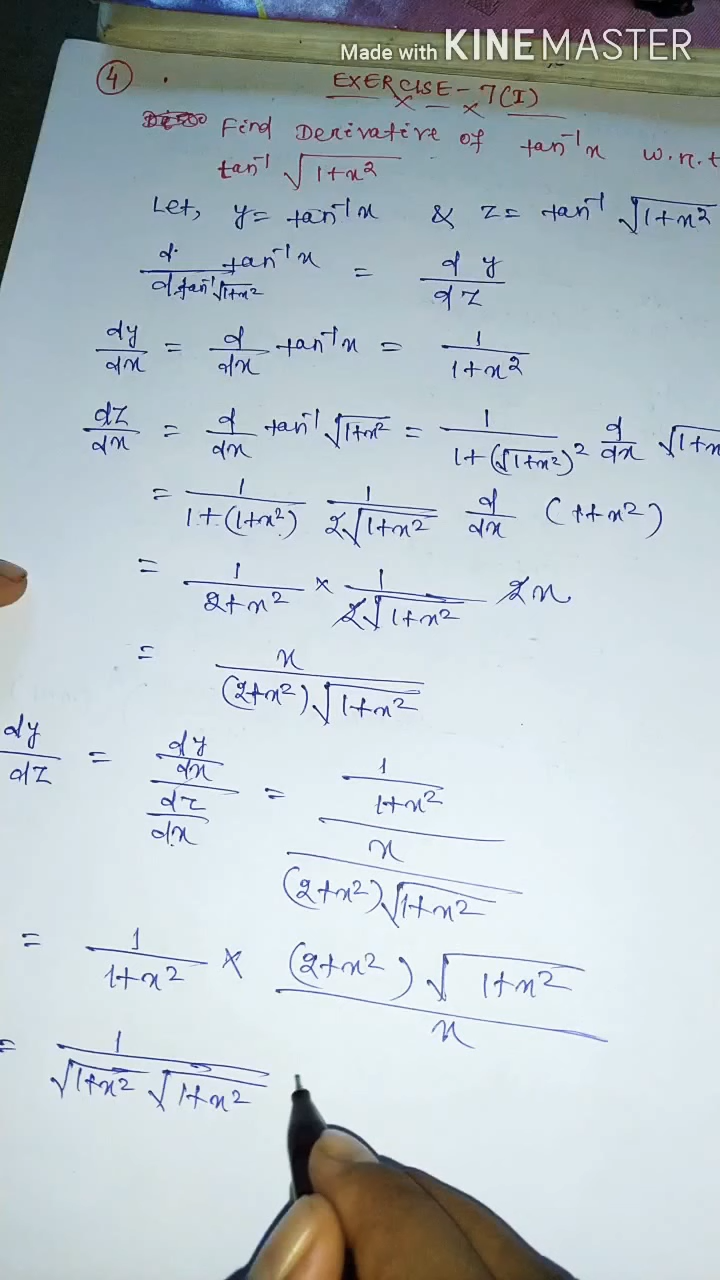 Made with KINEMASTER
④ .
EXERCISE - 7(I)
× — ×
Find Derivative of tan⁻¹x w.r.t
tan⁻¹ √(1+x²)
Let, y = tan⁻¹x & z = tan⁻¹ √(1+x²)
d/(d tan⁻¹√(1+x²)) tan⁻¹x = dy/dz
dy/dx = d/dx tan⁻¹x = 1/(1+x²)
dz/dx = d/dx tan⁻¹ √(1+x²) = 1/(1+(√(1+x²))²) d/dx √(1+x
= 1/(1+(1+x²)) 1/(2√(1+x²)) d/dx (1+x²)
= 1/(2+x²) × 1/(2√(1+x²)) 2x
= x/((2+x²)√(1+x²))
dy/dz = (dy/dx)/(dz/dx) = (1/(1+x²))/(x/((2+x²)√(1+x²)))
= 1/(1+x²) × ((2+x²)√(1+x²))/x
= 1/(√(1+x²) √(1+x²))